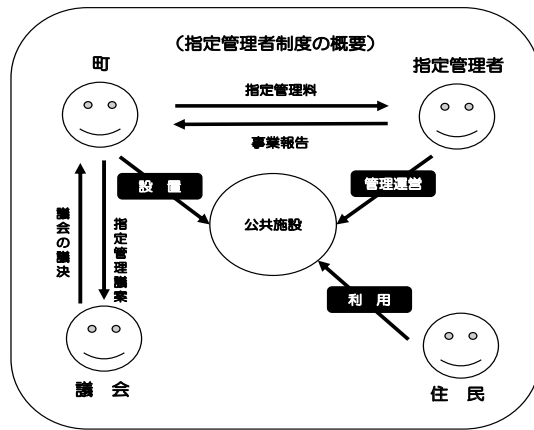 （指定管理者制度の概要）
町
指定管理者
指定管理料
事業報告
設　置
管理運営
公共施設
議会の議決
指定管理議案
利　用
議　会
住　民